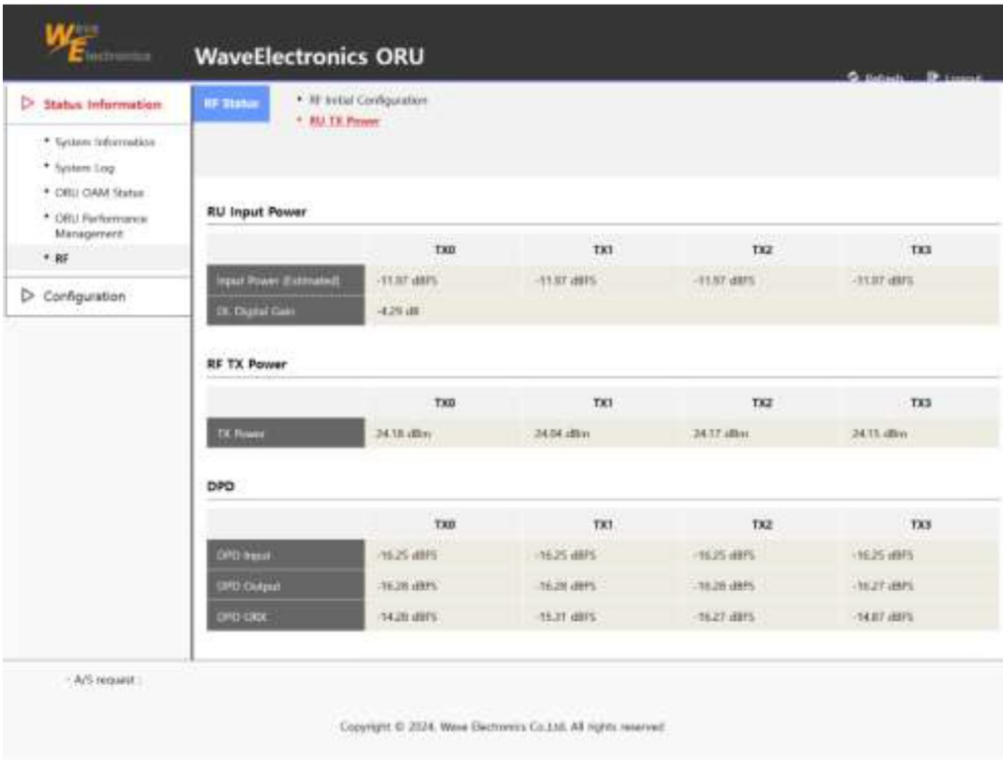 Wave
Electronics
WaveElectronics ORU
Refresh
Logout
Status Information
RF Status
• RF Initial Configuration
• RU TX Power
• System Information
• System Log
• ORU OAM Status
• ORU Performance
Management
• RF
Configuration
RU Input Power
TX0 TX1 TX2 TX3
Input Power (Estimated) -11.97 dBFS -11.97 dBFS -11.97 dBFS -11.97 dBFS
DL Digital Gain -4.29 dB
RF TX Power
TX0 TX1 TX2 TX3
TX Power 24.18 dBm 24.04 dBm 24.17 dBm 24.15 dBm
DPD
TX0 TX1 TX2 TX3
DPD Input -16.25 dBFS -16.25 dBFS -16.25 dBFS -16.25 dBFS
DPD Output -16.28 dBFS -16.28 dBFS -16.28 dBFS -16.27 dBFS
DPD -14.28 dBFS -15.31 dBFS -16.27 dBFS -14.87 dBFS
- A/S request :
Copyright © 2024, Wave Electronics Co.,Ltd. All rights reserved